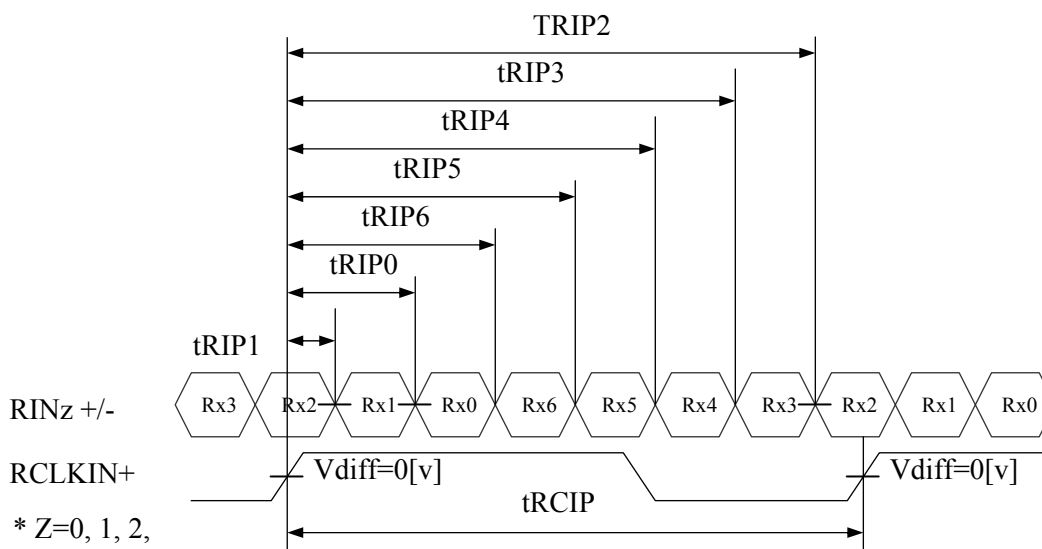 TRIP2
tRIP3
tRIP4
tRIP5
tRIP6
tRIP0
tRIP1
RINz +/- Rx3 Rx2 Rx1 Rx0 Rx6 Rx5 Rx4 Rx3 Rx2 Rx1 Rx0
RCLKIN+ Vdiff=0[v] Vdiff=0[v]
tRCIP
* Z=0, 1, 2,